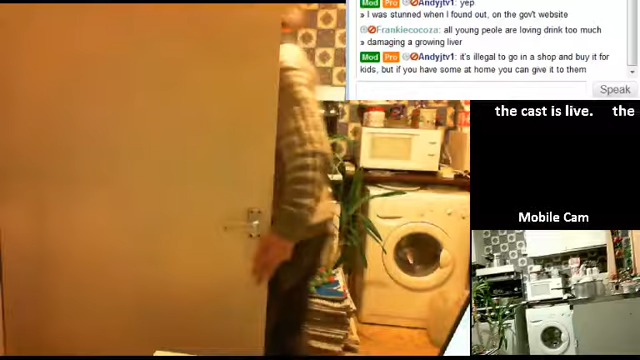 Mod Pro Andyjtv1: yep
» I was stunned when I found out, on the gov't website
Frankiecocoza: all young peole are loving drink too much
» damaging a growing liver
Mod Pro Andyjtv1: it's illegal to go in a shop and buy it for
kids, but if you have some at home you can give it to them
Speak
the cast is live. the
Mobile Cam